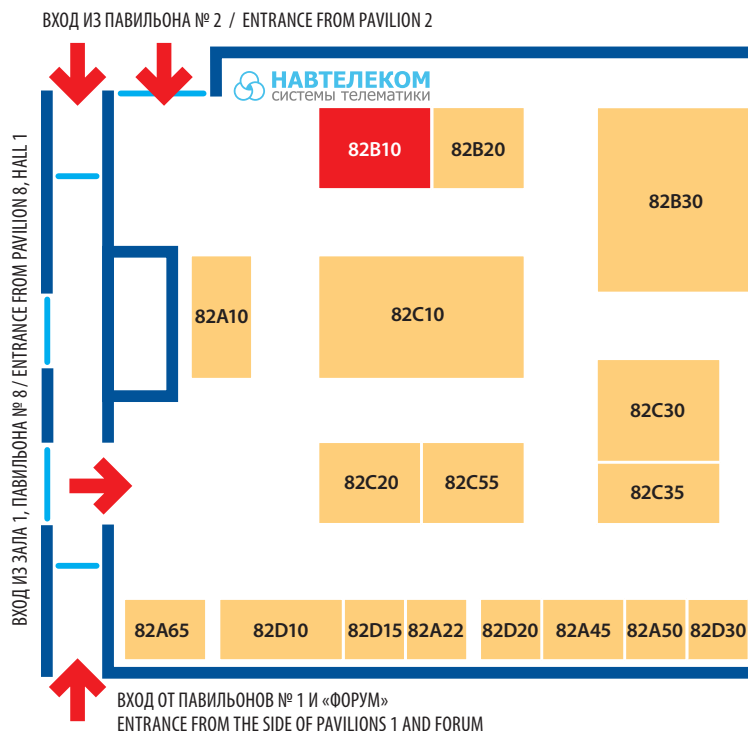 ВХОД ИЗ ПАВИЛЬОНА № 2 / ENTRANCE FROM PAVILION 2
НАВТЕЛЕКОМ
системы телематики
82B10
82B20
82B30
82A10
82C10
82C30
82C20
82C55
82C35
ВХОД ИЗ ЗАЛА 1, ПАВИЛЬОНА № 8 / ENTRANCE FROM PAVILION 8, HALL 1
82A65
82D10
82D15
82A22
82D20
82A45
82A50
82D30
ВХОД ОТ ПАВИЛЬОНОВ № 1 И «ФОРУМ»
ENTRANCE FROM THE SIDE OF PAVILIONS 1 AND FORUM